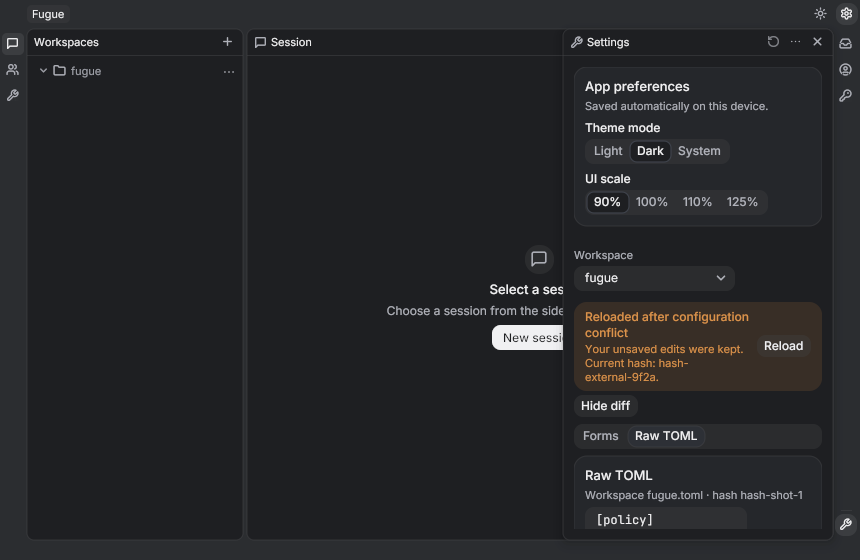 Fugue
Workspaces
fugue
Session
Select a ses
Choose a session from the side
New sessi
Settings
App preferences
Saved automatically on this device.
Theme mode
Light Dark System
UI scale
90% 100% 110% 125%
Workspace
fugue
Reloaded after configuration
conflict
Your unsaved edits were kept.
Current hash: hash-
external-9f2a.
Reload
Hide diff
Forms Raw TOML
Raw TOML
Workspace fugue.toml · hash hash-shot-1
[policy]